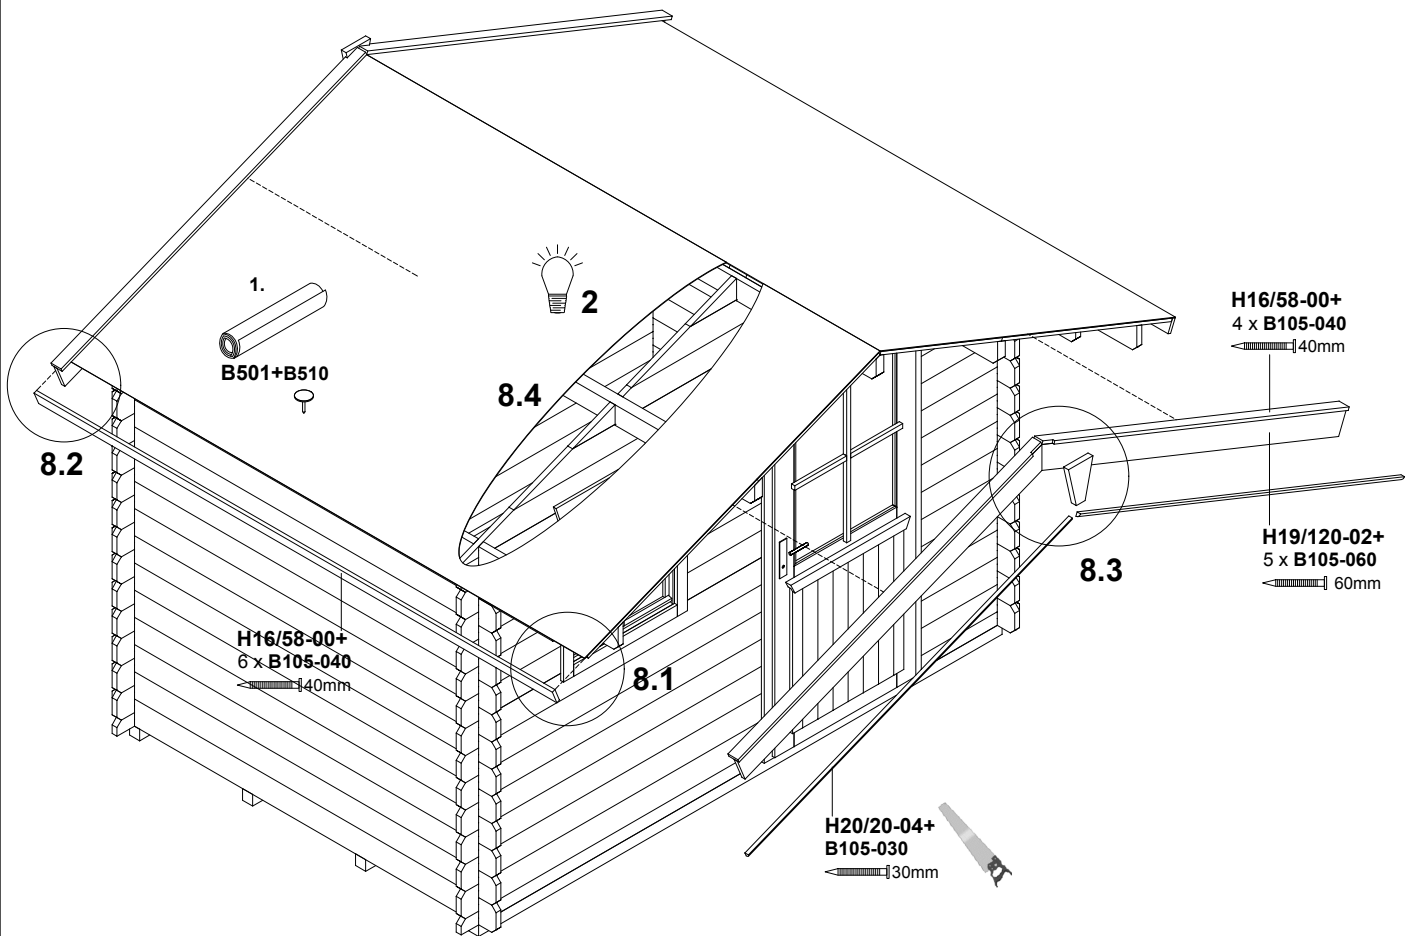 1.
B501+B510
2
8.4
8.2
H16/58-00+
4 x B105-040
40mm
8.3
H19/120-02+
5 x B105-060
60mm
H16/58-00+
6 x B105-040
40mm
8.1
H20/20-04+
B105-030
30mm